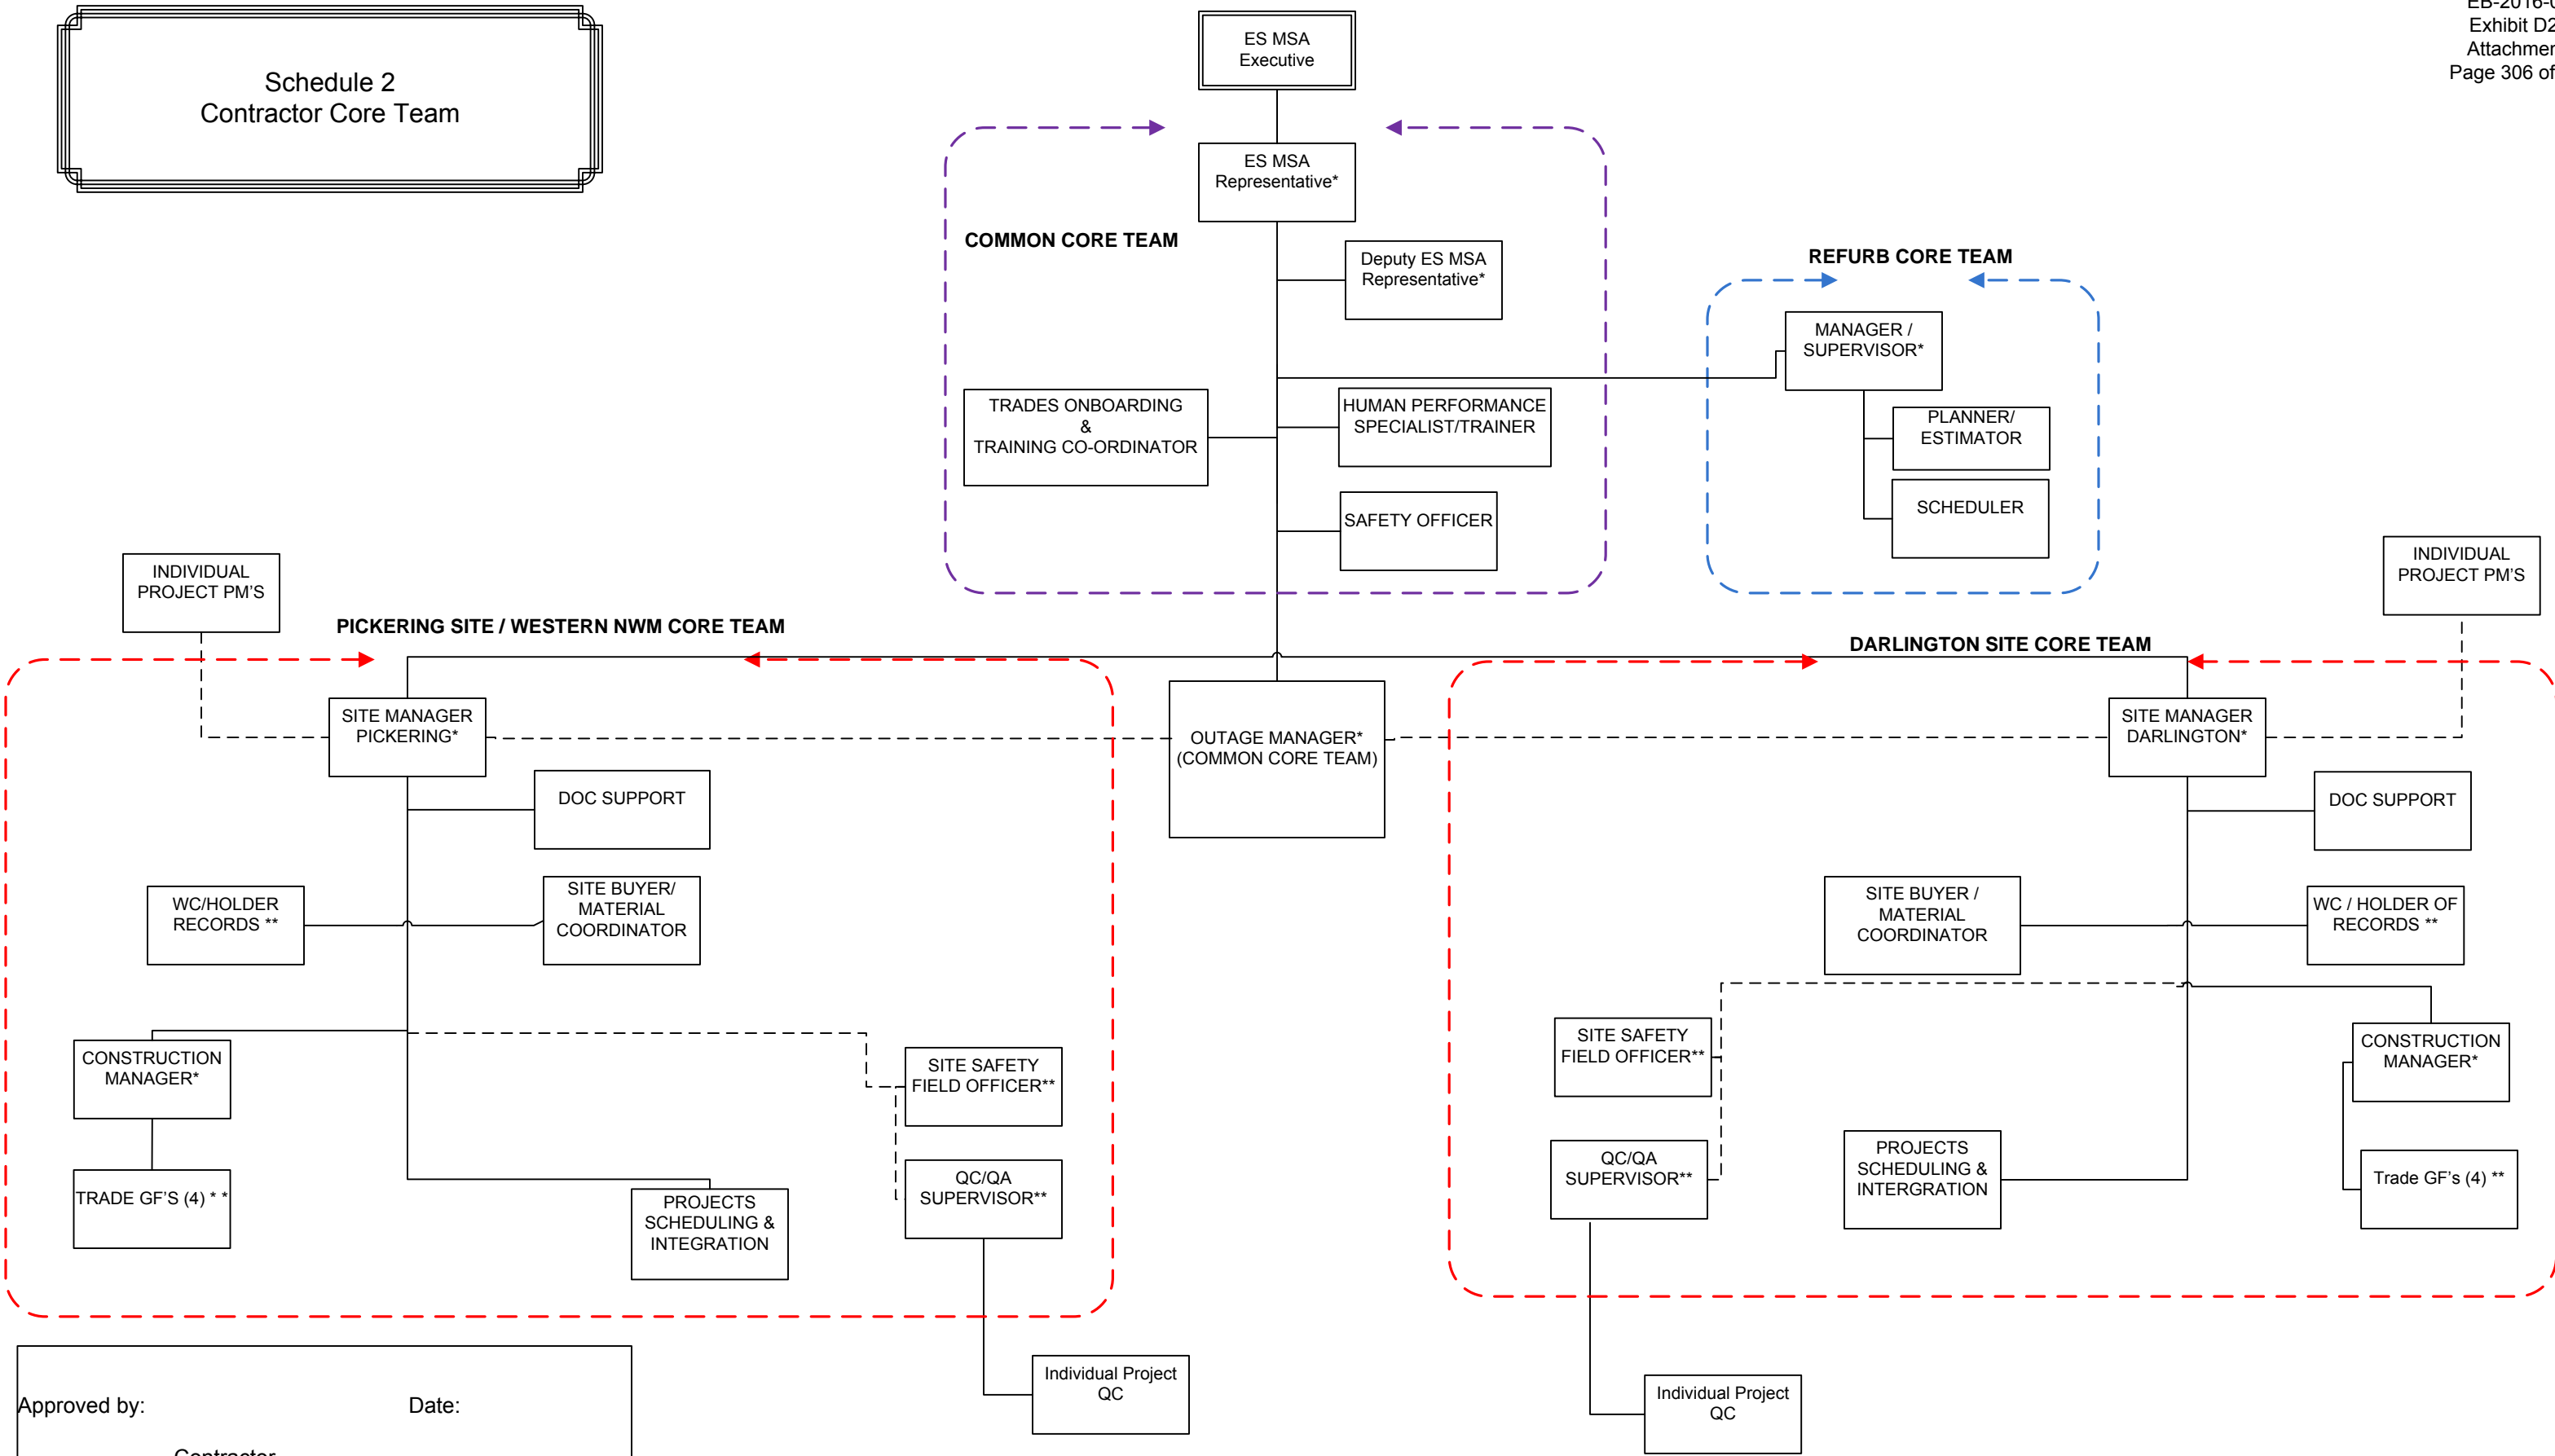 Schedule 2
Contractor Core Team
Exhibit D2
Page 306 of
ES MSA
Executive
ES MSA
Representative*
COMMON CORE TEAM
Deputy ES MSA
Representative*
REFURB CORE TEAM
MANAGER /
SUPERVISOR*
TRADES ONBOARDING
&
TRAINING CO-ORDINATOR
HUMAN PERFORMANCE
SPECIALIST/TRAINER
PLANNER/
ESTIMATOR
SAFETY OFFICER
SCHEDULER
INDIVIDUAL
PROJECT PM'S
INDIVIDUAL
PROJECT PM'S
PICKERING SITE / WESTERN NWM CORE TEAM
DARLINGTON SITE CORE TEAM
SITE MANAGER
PICKERING*
OUTAGE MANAGER*
(COMMON CORE TEAM)
SITE MANAGER
DARLINGTON*
DOC SUPPORT
DOC SUPPORT
WC/HOLDER
RECORDS **
SITE BUYER/
MATERIAL
COORDINATOR
SITE BUYER /
MATERIAL
COORDINATOR
WC / HOLDER OF
RECORDS **
CONSTRUCTION
MANAGER*
SITE SAFETY
FIELD OFFICER**
SITE SAFETY
FIELD OFFICER**
CONSTRUCTION
MANAGER*
TRADE GF'S (4) * *
PROJECTS
SCHEDULING &
INTEGRATION
QC/QA
SUPERVISOR**
QC/QA
SUPERVISOR**
PROJECTS
SCHEDULING &
INTERGRATION
Trade GF's (4) **
Individual Project
QC
Individual Project
QC
Approved by: Date: